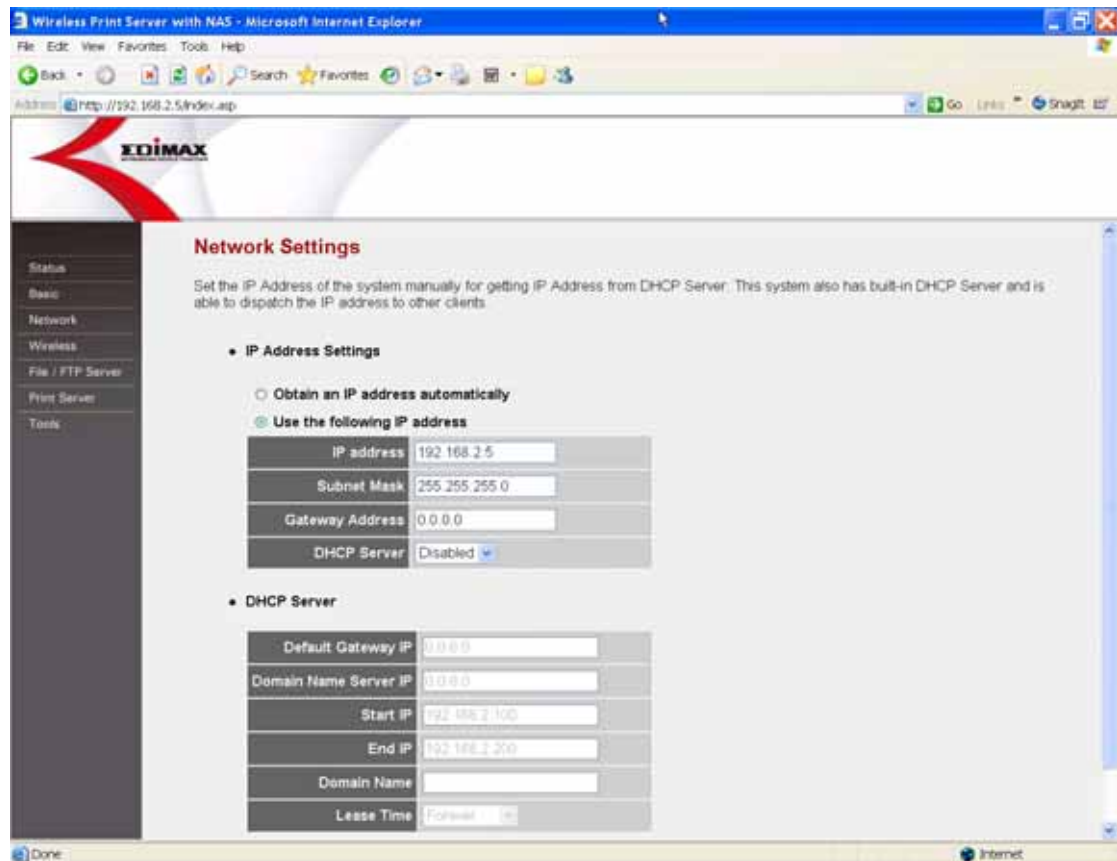 Wireless Print Server with NAS - Microsoft Internet Explorer
File Edit View Favorites Tools Help
Back Search Favorites
Address http://192.168.2.5/index.asp Go Links SnagIt
EDIMAX
Status
Basic
Network
Wireless
File / FTP Server
Print Server
Tools
Network Settings
Set the IP Address of the system manually for getting IP Address from DHCP Server. This system also has built-in DHCP Server and is
able to dispatch the IP address to other clients
IP Address Settings
Obtain an IP address automatically
Use the following IP address
IP address 192.168.2.5
Subnet Mask 255.255.255.0
Gateway Address 0.0.0.0
DHCP Server Disabled
DHCP Server
Default Gateway IP 0.0.0.0
Domain Name Server IP 0.0.0.0
Start IP 192.168.2.100
End IP 192.168.2.200
Domain Name
Lease Time Forever
Done Internet